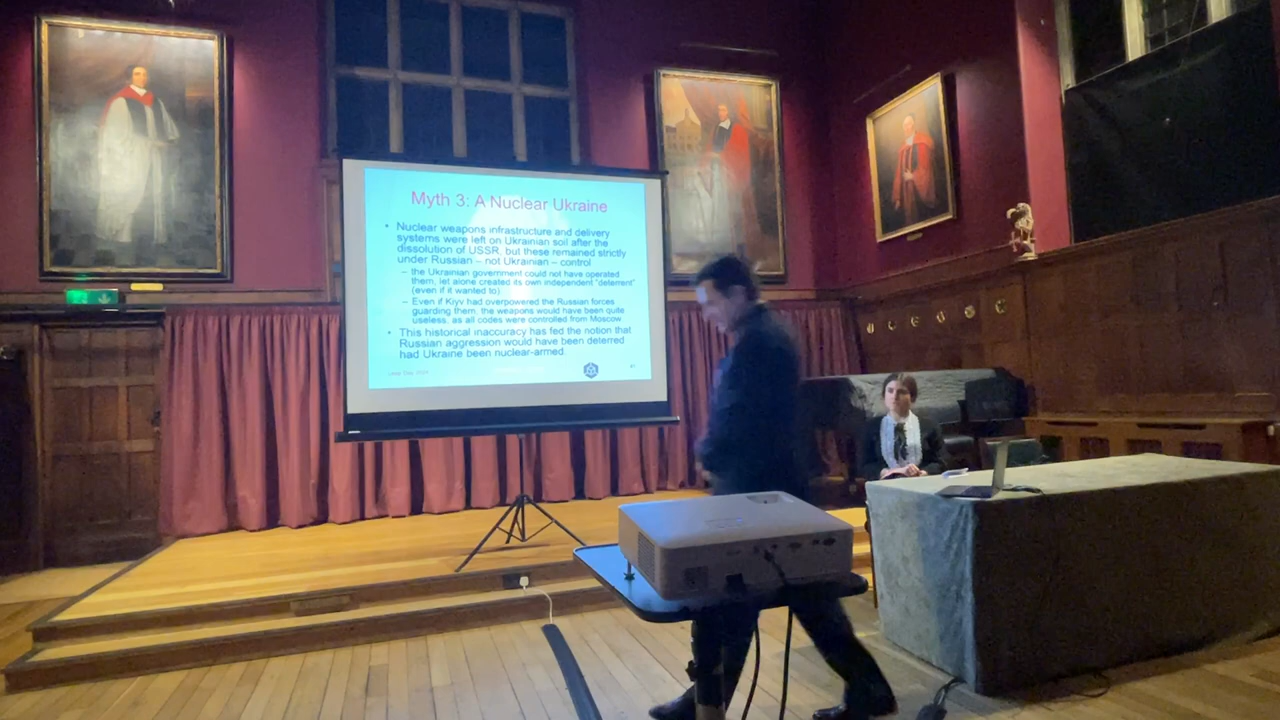 Myth 3: A Nuclear Ukraine
• Nuclear weapons infrastructure and delivery
systems were left on Ukrainian soil after the
dissolution of USSR, but these remained strictly
under Russian – not Ukrainian – control
– the Ukrainian government could not have operated
them, let alone created its own independent "deterrent"
(even if it wanted to)
– Even if Kiyv had overpowered the Russian forces
guarding them, the weapons would have been quite
useless, as all codes were controlled from Moscow
• This historical inaccuracy has fed the notion that
Russian aggression would have been deterred
had Ukraine been nuclear-armed.